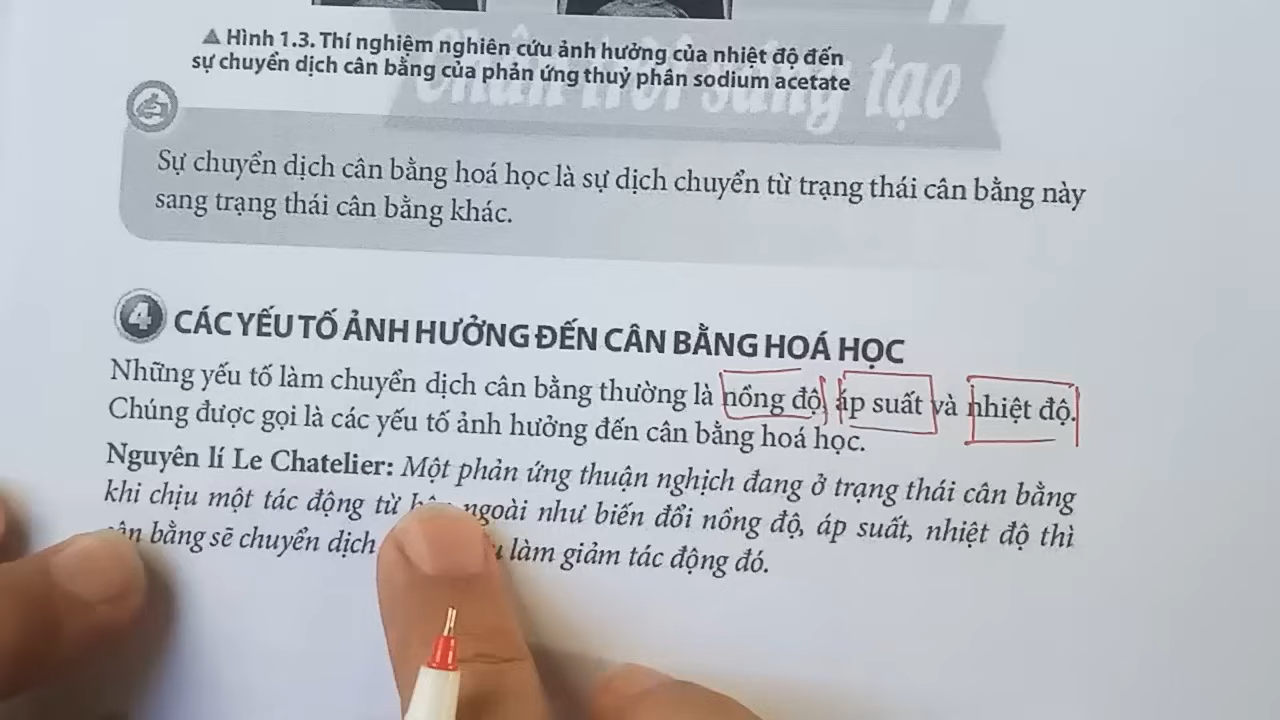 Chân trời sáng tạo
▲ Hình 1.3. Thí nghiệm nghiên cứu ảnh hưởng của nhiệt độ đến
sự chuyển dịch cân bằng của phản ứng thuỷ phân sodium acetate
Sự chuyển dịch cân bằng hoá học là sự dịch chuyển từ trạng thái cân bằng này
sang trạng thái cân bằng khác.
4 CÁC YẾU TỐ ẢNH HƯỞNG ĐẾN CÂN BẰNG HOÁ HỌC
Những yếu tố làm chuyển dịch cân bằng thường là nồng độ, áp suất và nhiệt độ.
Chúng được gọi là các yếu tố ảnh hưởng đến cân bằng hoá học.
Nguyên lí Le Chatelier: Một phản ứng thuận nghịch đang ở trạng thái cân bằng
khi chịu một tác động từ ngoài như biến đổi nồng độ, áp suất, nhiệt độ thì
bằng sẽ chuyển dịch làm giảm tác động đó.